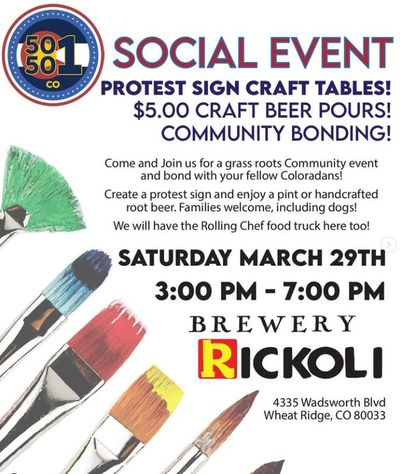 50
50
1
CO
SOCIAL EVENT
PROTEST SIGN CRAFT TABLES!
$5.00 CRAFT BEER POURS!
COMMUNITY BONDING!
Come and Join us for a grass roots Community event
and bond with your fellow Coloradans!
Create a protest sign and enjoy a pint or handcrafted
root beer. Families welcome, including dogs!
We will have the Rolling Chef food truck here too!
SATURDAY MARCH 29TH
3:00 PM - 7:00 PM
BREWERY
RICKOLI
4335 Wadsworth Blvd
Wheat Ridge, CO 80033